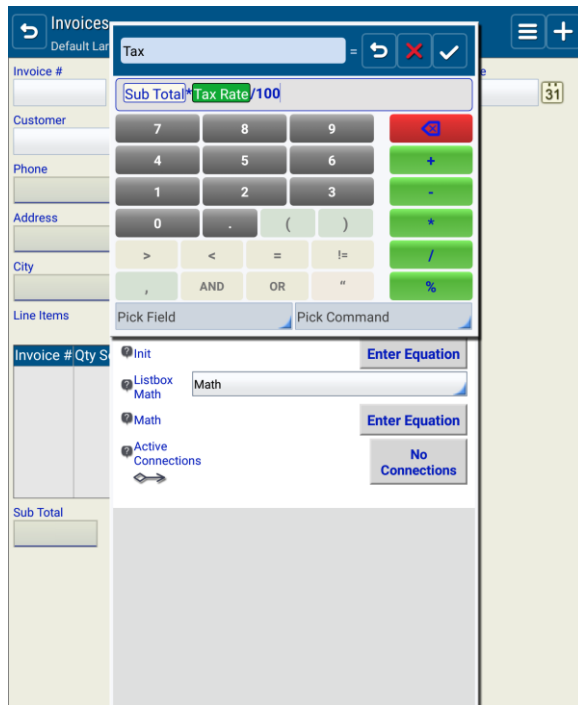 Invoices
Default Lar
Tax =
Invoice # e
31
Sub Total*Tax Rate/100
Customer
7 8 9
4 5 6 +
Phone
1 2 3 -
Address
0 . ( ) *
> < = != /
City
, AND OR " %
Line Items
Pick Field Pick Command
Invoice # Qty S
Init Enter Equation
Listbox
Math
Math
Math Enter Equation
Active
Connections
No
Connections
Sub Total